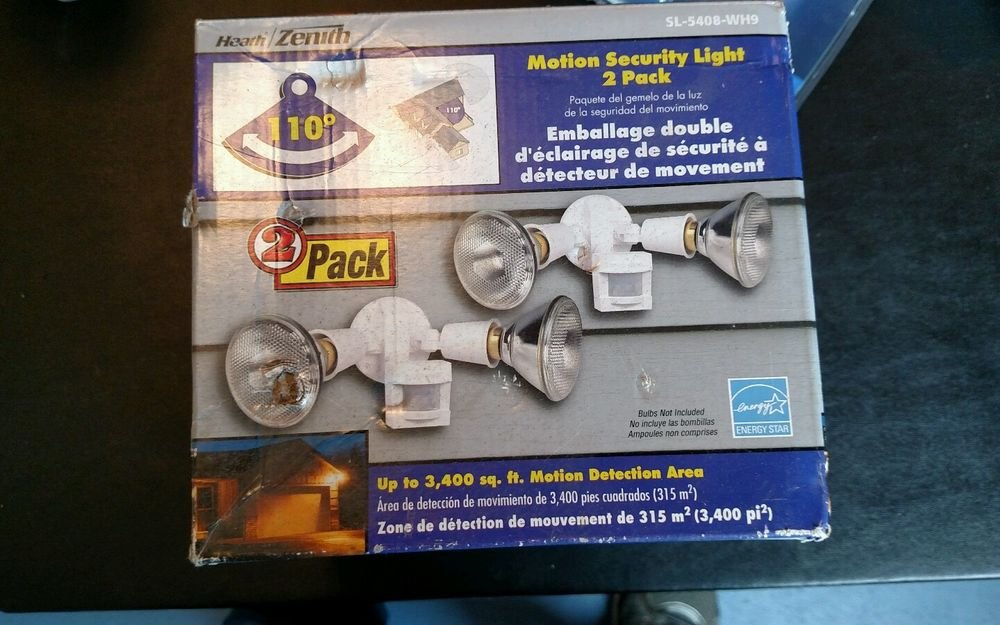 Heath/Zenith
SL-5408-WH9
110°
110°
Motion Security Light
2 Pack
Paquete del gemelo de la luz
de la seguridad del movimiento
Emballage double
d'éclairage de sécurité à
détecteur de movement
2 Pack
Bulbs Not Included
No incluye las bombillas
Ampoules non comprises
energy
ENERGY STAR
Up to 3,400 sq. ft. Motion Detection Area
Área de detección de movimiento de 3,400 pies cuadrados (315 m²)
Zone de détection de mouvement de 315 m² (3,400 pi²)